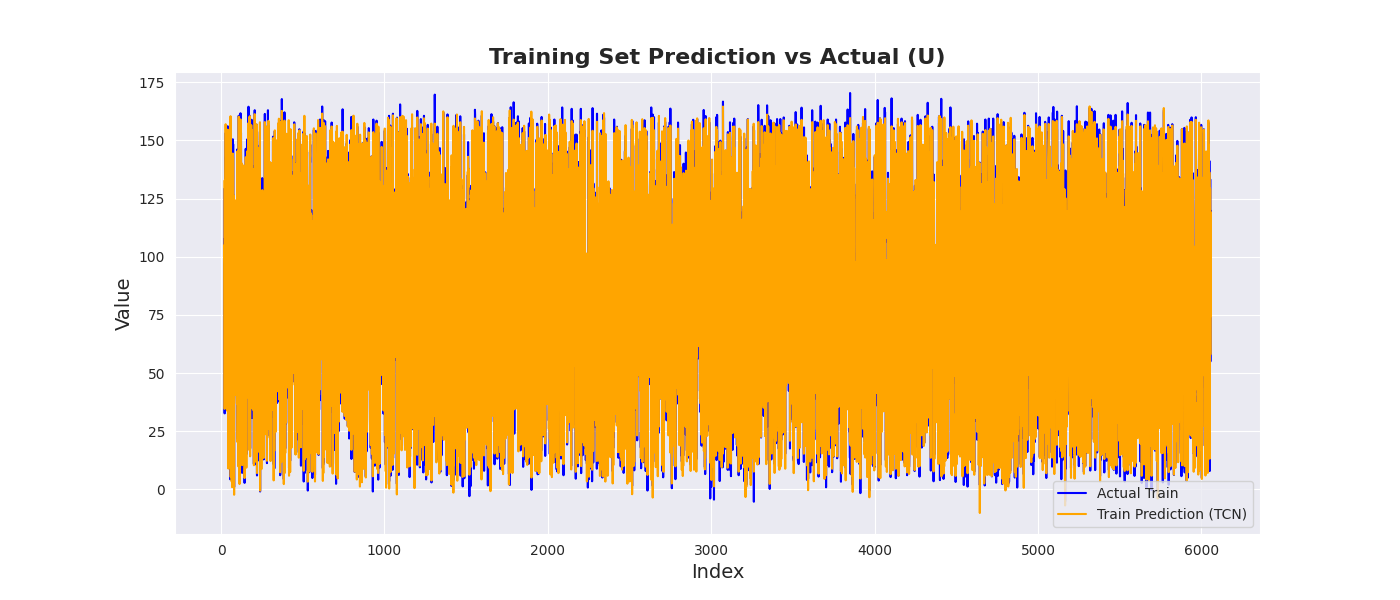 Training Set Prediction vs Actual (U)
175
150
125
100
75
50
25
0
Value
0 1000 2000 3000 4000 5000 6000
Index
Actual Train
Train Prediction (TCN)